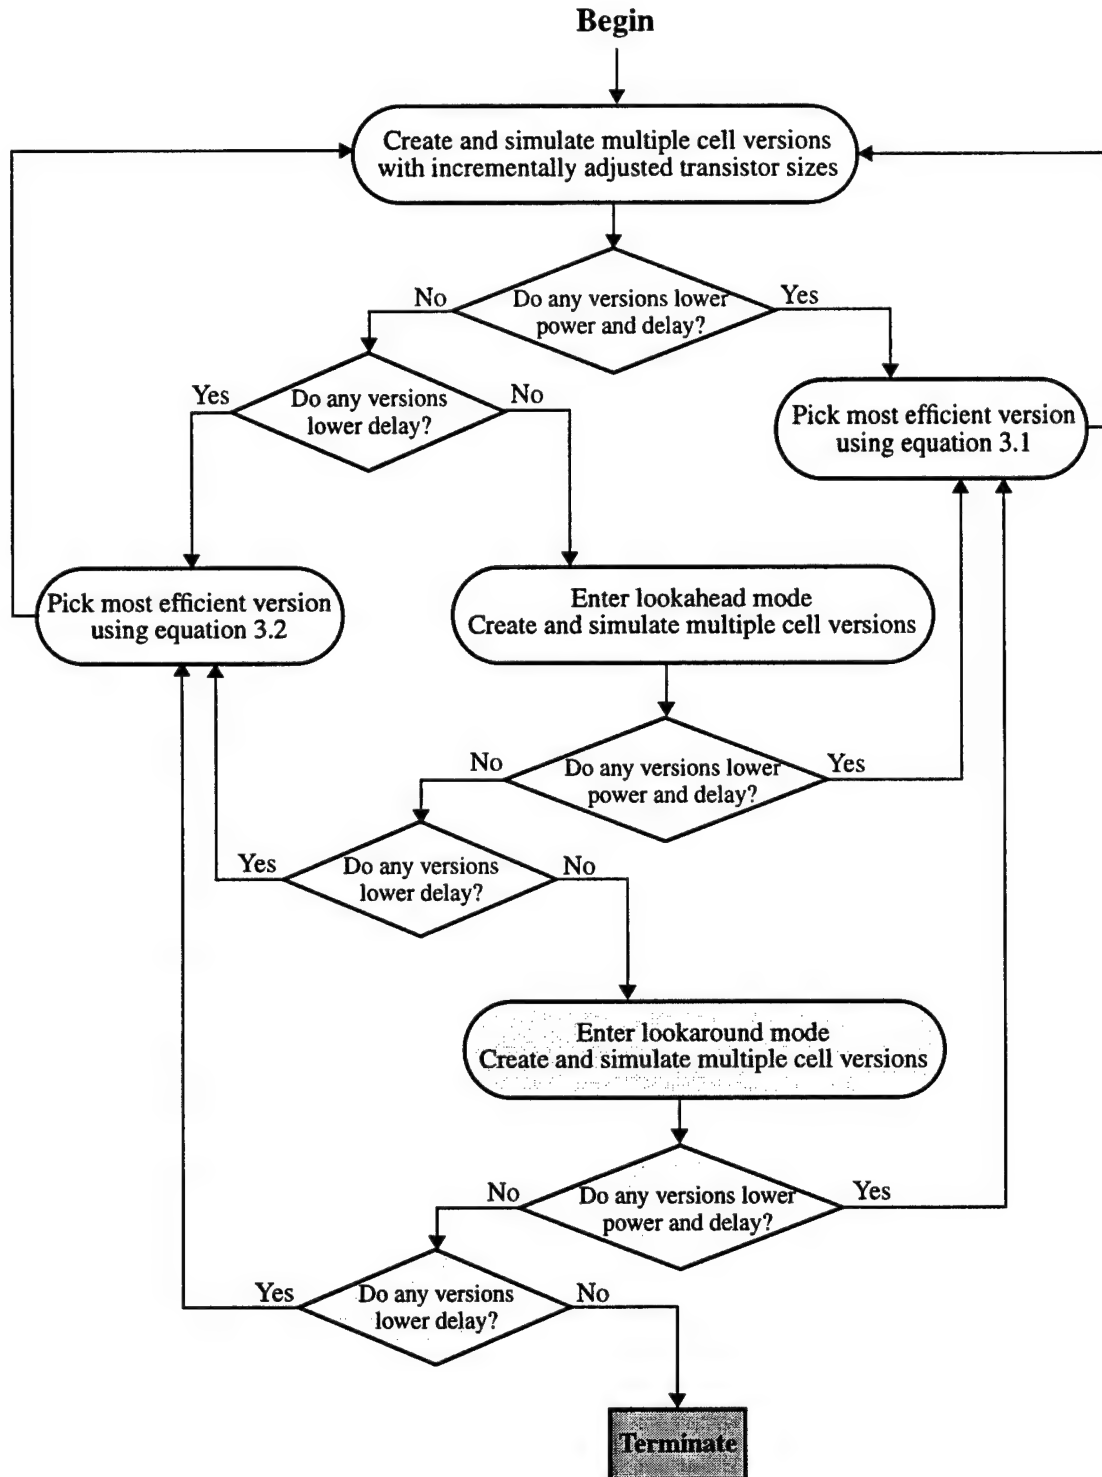 Begin
Create and simulate multiple cell versions
with incrementally adjusted transistor sizes
No
Do any versions lower
power and delay?
Yes
Yes
Do any versions
lower delay?
No
Pick most efficient version
using equation 3.1
Pick most efficient version
using equation 3.2
Enter lookahead mode
Create and simulate multiple cell versions
No
Do any versions lower
power and delay?
Yes
Yes
Do any versions
lower delay?
No
Enter lookaround mode
Create and simulate multiple cell versions
No
Do any versions lower
power and delay?
Yes
Yes
Do any versions
lower delay?
No
Terminate